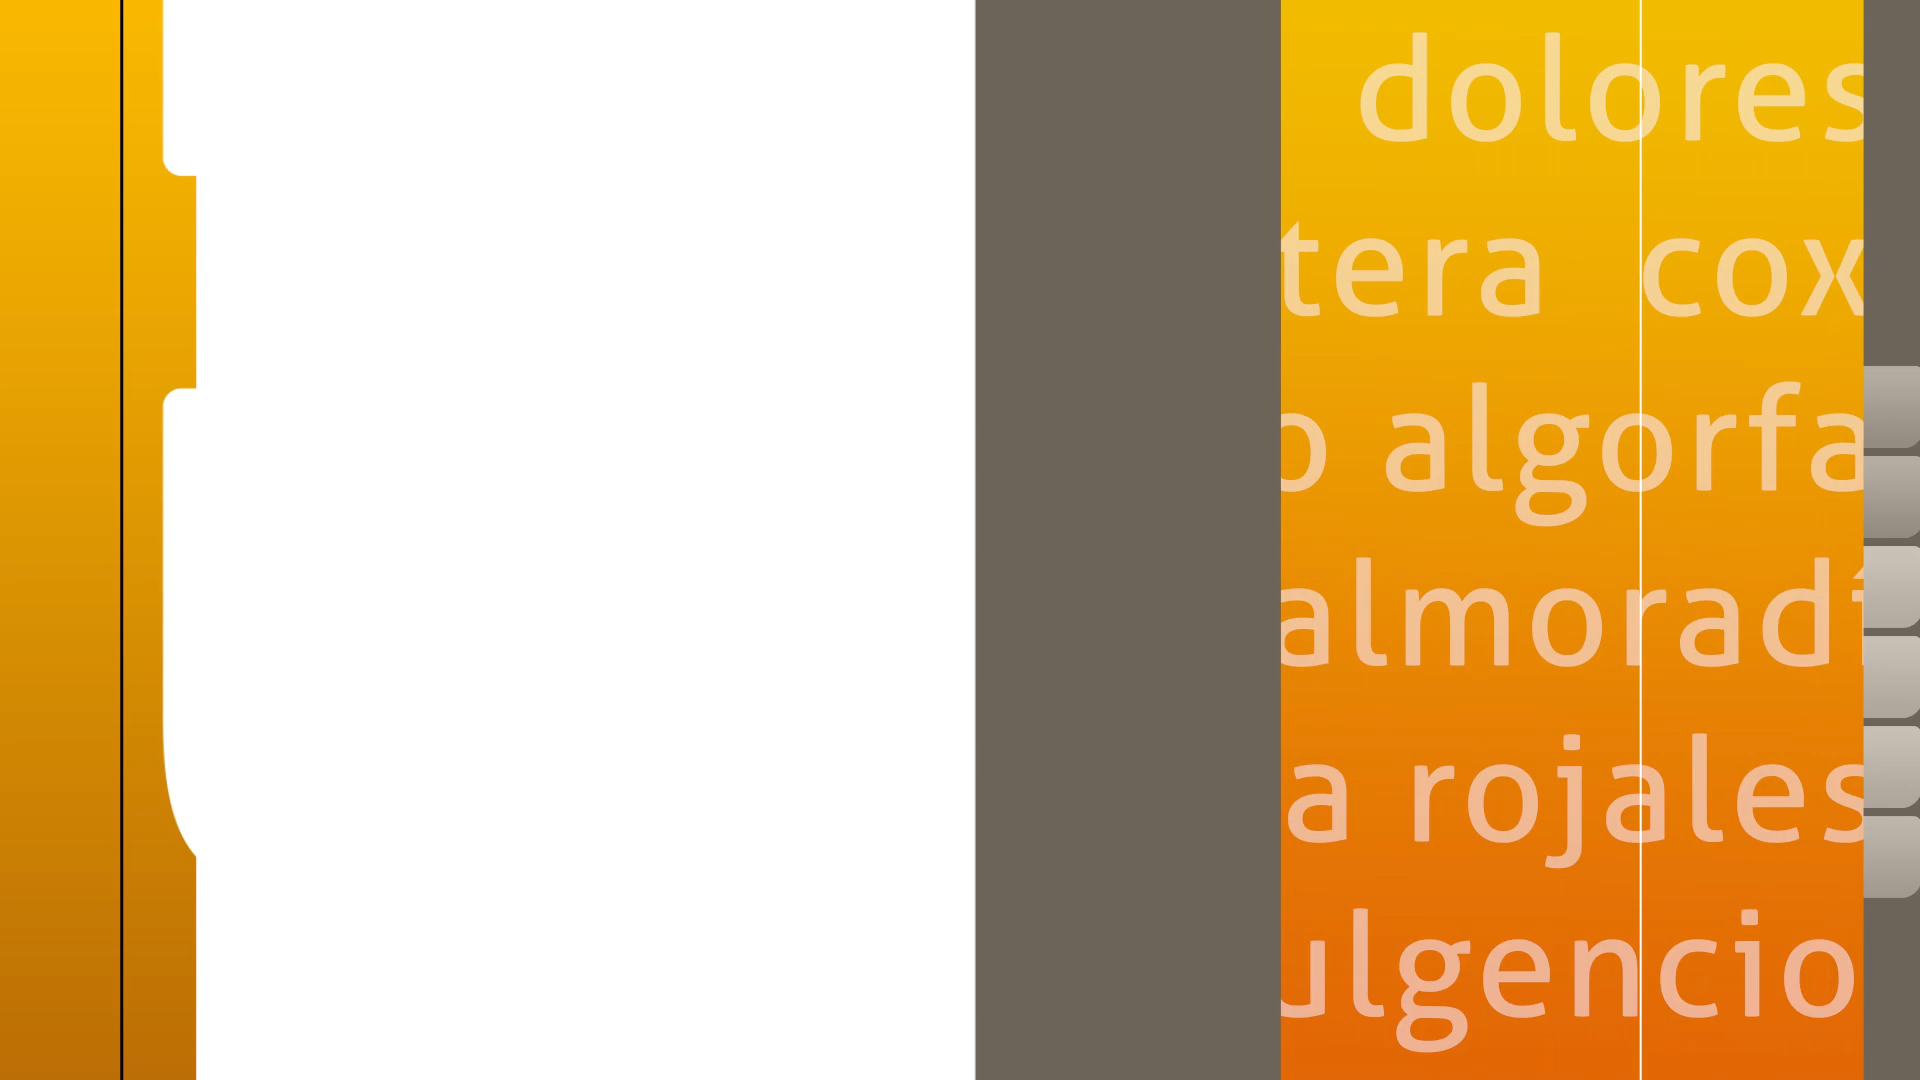 dolores
tera cox
o algorfa
almoradí
a rojales
ulgencio